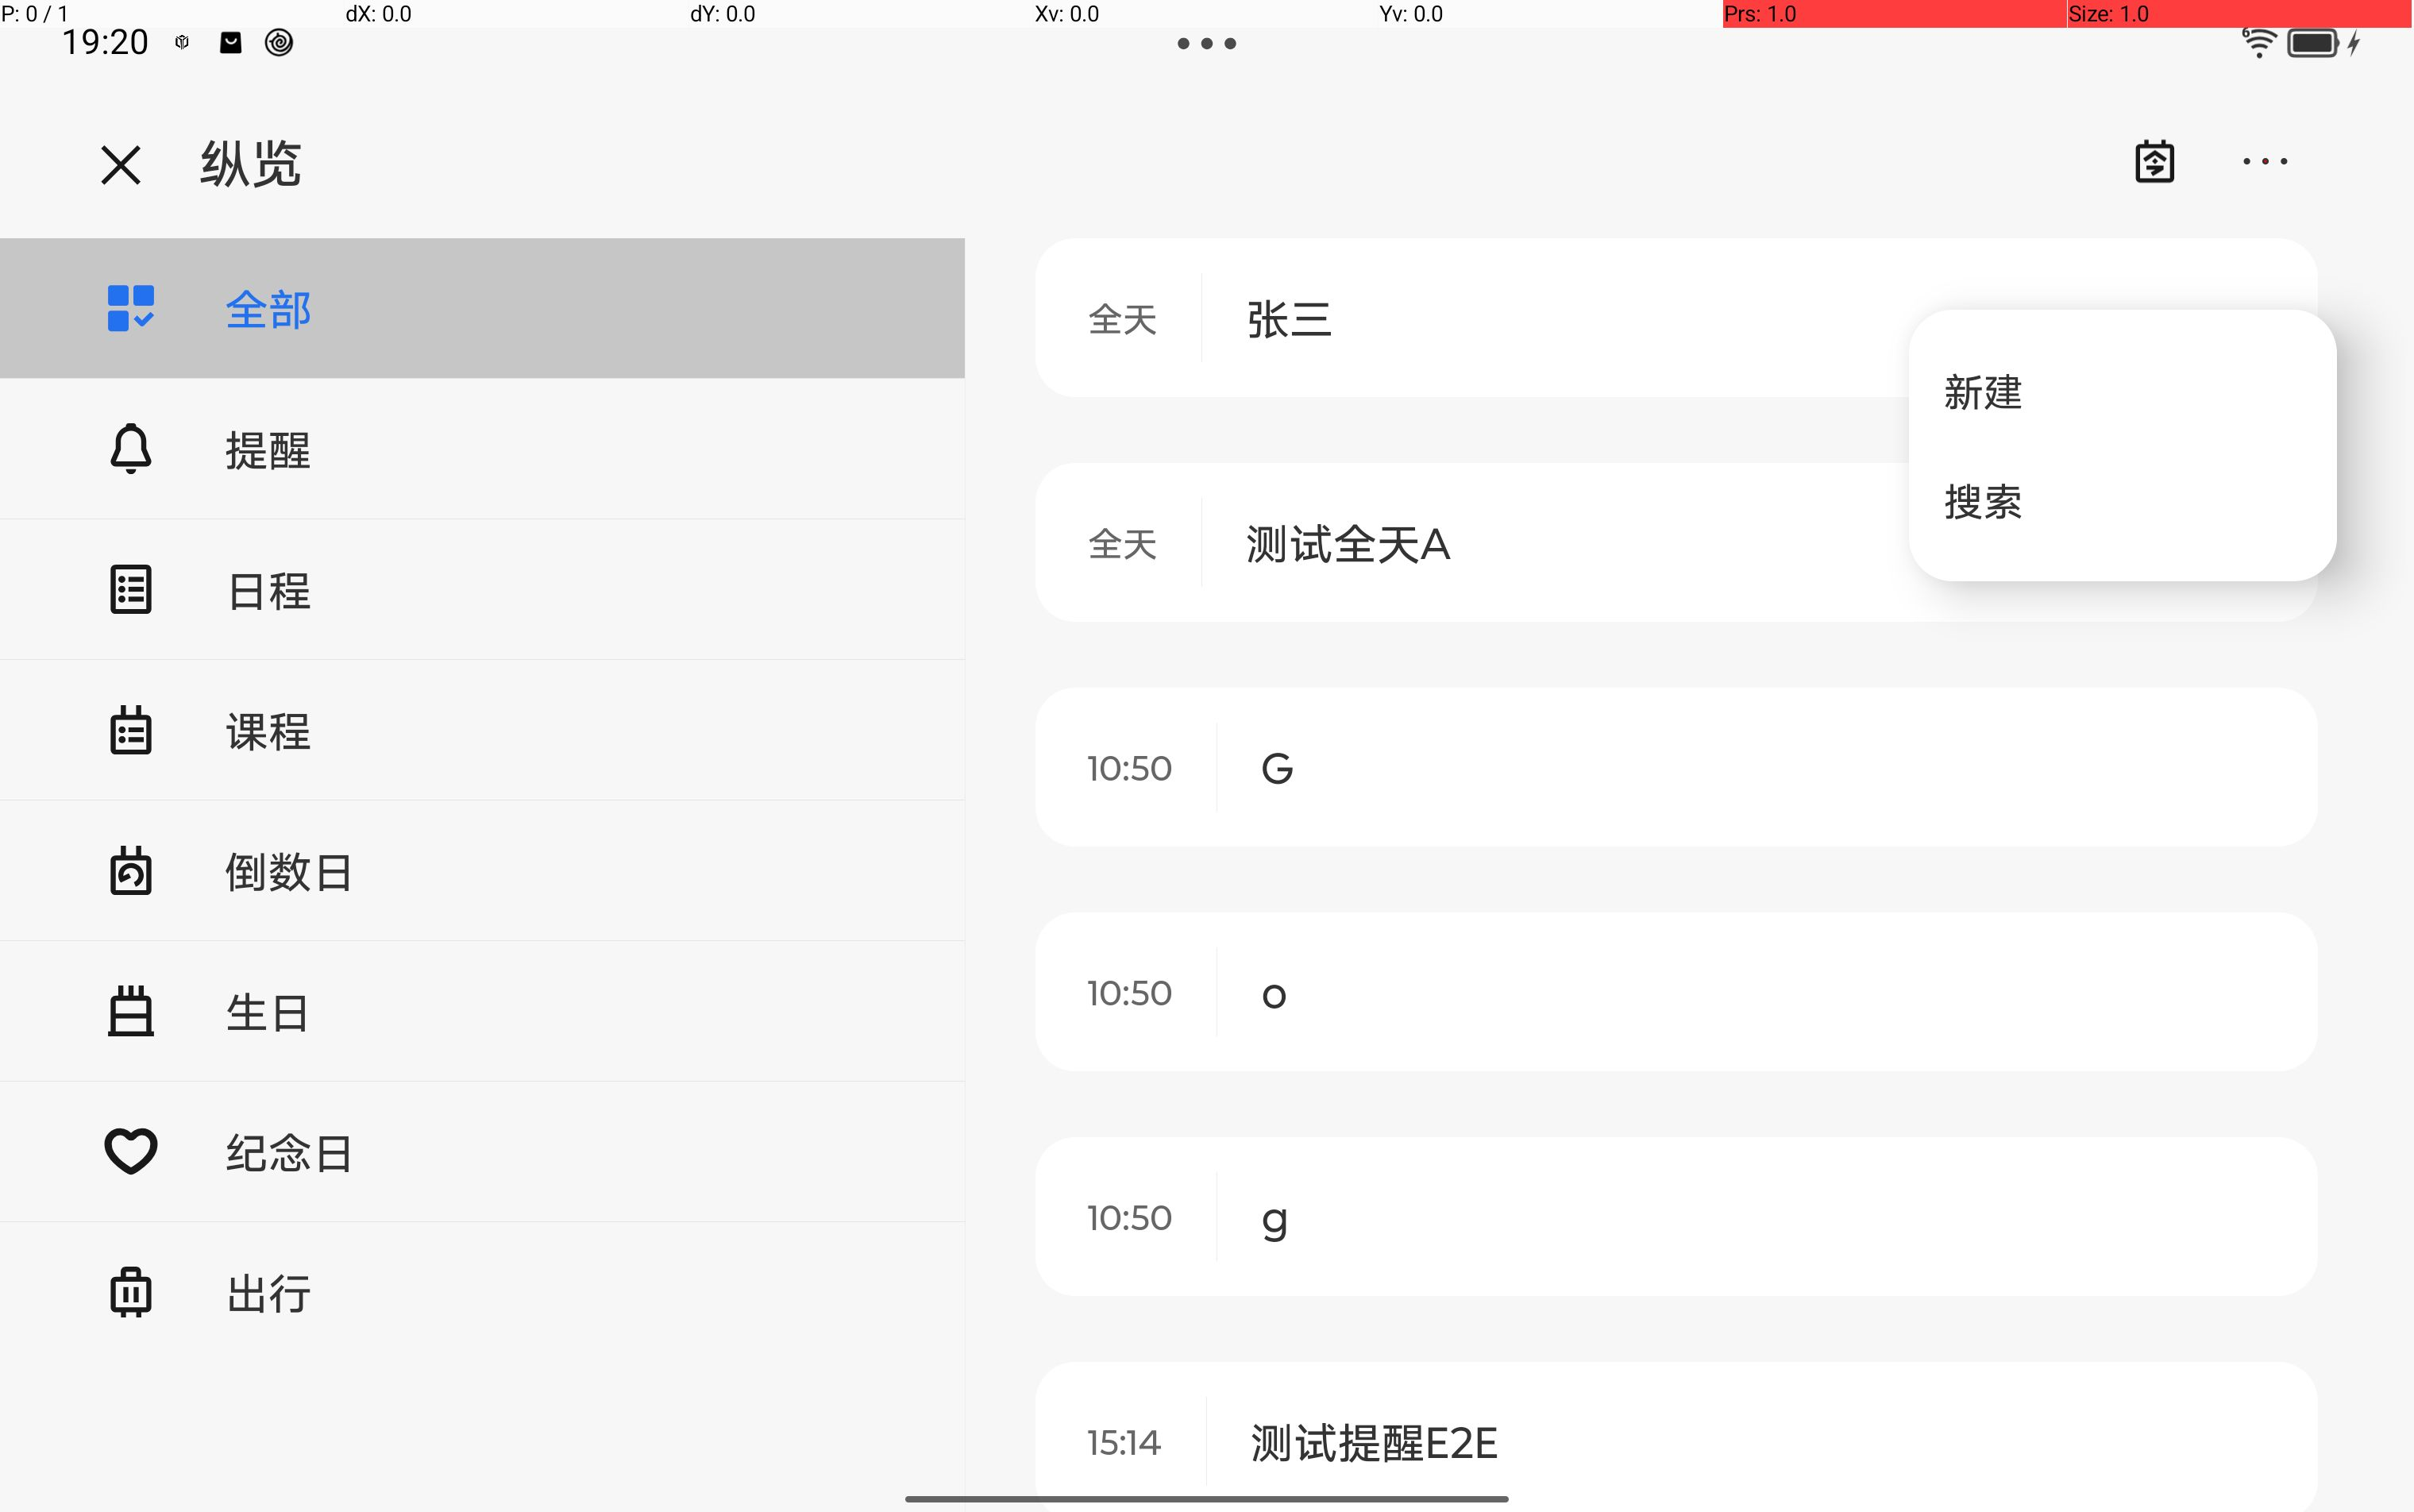 P: 0 / 1 dX: 0.0 dY: 0.0 Xv: 0.0 Yv: 0.0 Prs: 1.0 Size: 1.0
19:20
6
纵览
今
全部
提醒
日程
课程
倒数日
生日
纪念日
出行
全天 张三
新建
搜索
全天 测试全天A
10:50 G
10:50 o
10:50 g
15:14 测试提醒E2E